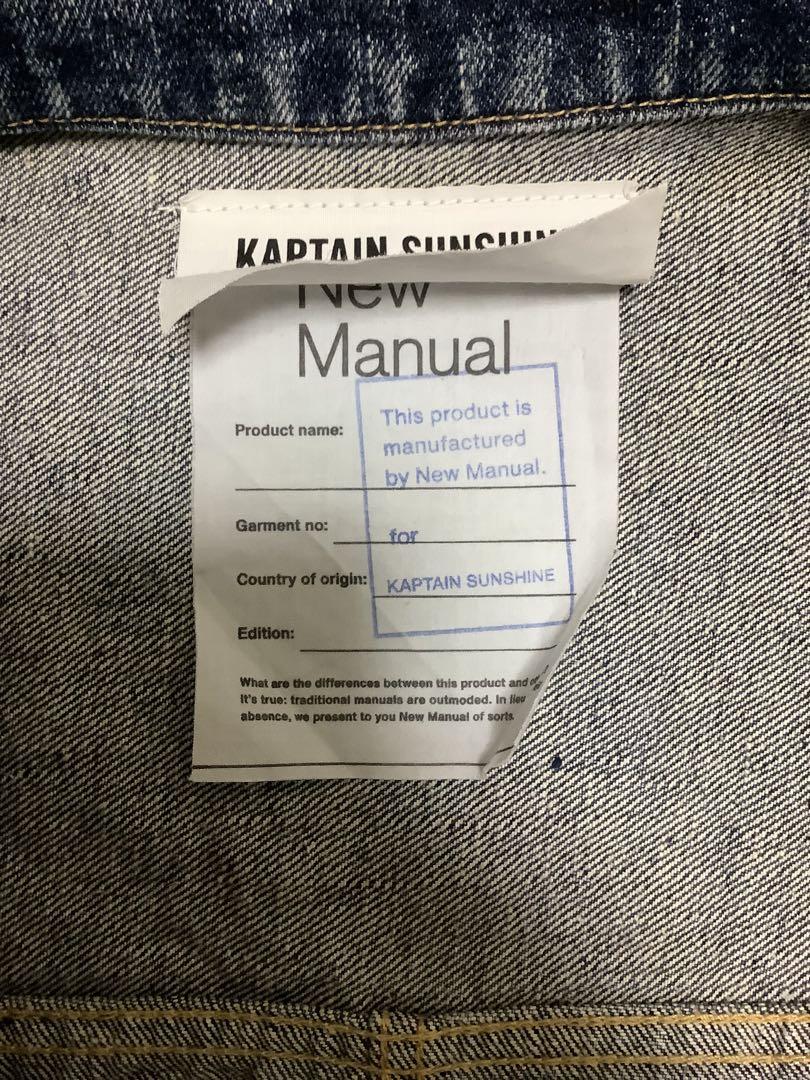 KAPTAIN SUNSHIN
New
Manual
This product is
manufactured
by New Manual.
for
KAPTAIN SUNSHINE
Product name:
Garment no:
Country of origin:
Edition:
What are the differences between this product and
It's true: traditional manuals are outmoded. In lieu
absence, we present to you New Manual of sorts.